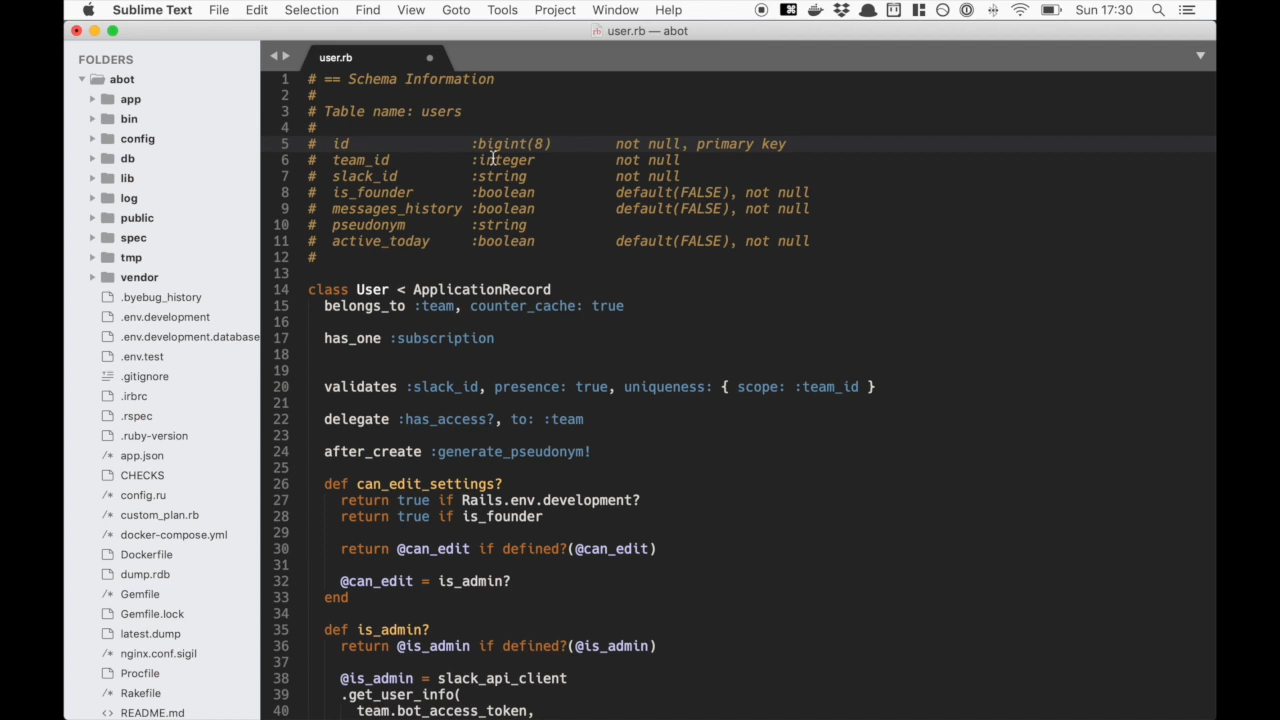 Sublime Text File Edit Selection Find View Goto Tools Project Window Help Sun 17:30
user.rb — abot
FOLDERS
abot
app
bin
config
db
lib
log
public
spec
tmp
vendor
.byebug_history
.env.development
.env.development.database
.env.test
.gitignore
.irbrc
.rspec
.ruby-version
/* app.json
CHECKS
/* config.ru
/* custom_plan.rb
/* docker-compose.yml
Dockerfile
dump.rdb
/* Gemfile
Gemfile.lock
latest.dump
nginx.conf.sigil
Procfile
/* Rakefile
<> README.md
user.rb
1 # == Schema Information
2 #
3 # Table name: users
4 #
5 # id :bigint(8) not null, primary key
6 # team_id :integer not null
7 # slack_id :string not null
8 # is_founder :boolean default(FALSE), not null
9 # messages_history :boolean default(FALSE), not null
10 # pseudonym :string
11 # active_today :boolean default(FALSE), not null
12 #
13
14 class User < ApplicationRecord
15 belongs_to :team, counter_cache: true
16
17 has_one :subscription
18
19
20 validates :slack_id, presence: true, uniqueness: { scope: :team_id }
21
22 delegate :has_access?, to: :team
23
24 after_create :generate_pseudonym!
25
26 def can_edit_settings?
27 return true if Rails.env.development?
28 return true if is_founder
29
30 return @can_edit if defined?(@can_edit)
31
32 @can_edit = is_admin?
33 end
34
35 def is_admin?
36 return @is_admin if defined?(@is_admin)
37
38 @is_admin = slack_api_client
39 .get_user_info(
40 team.bot_access_token,